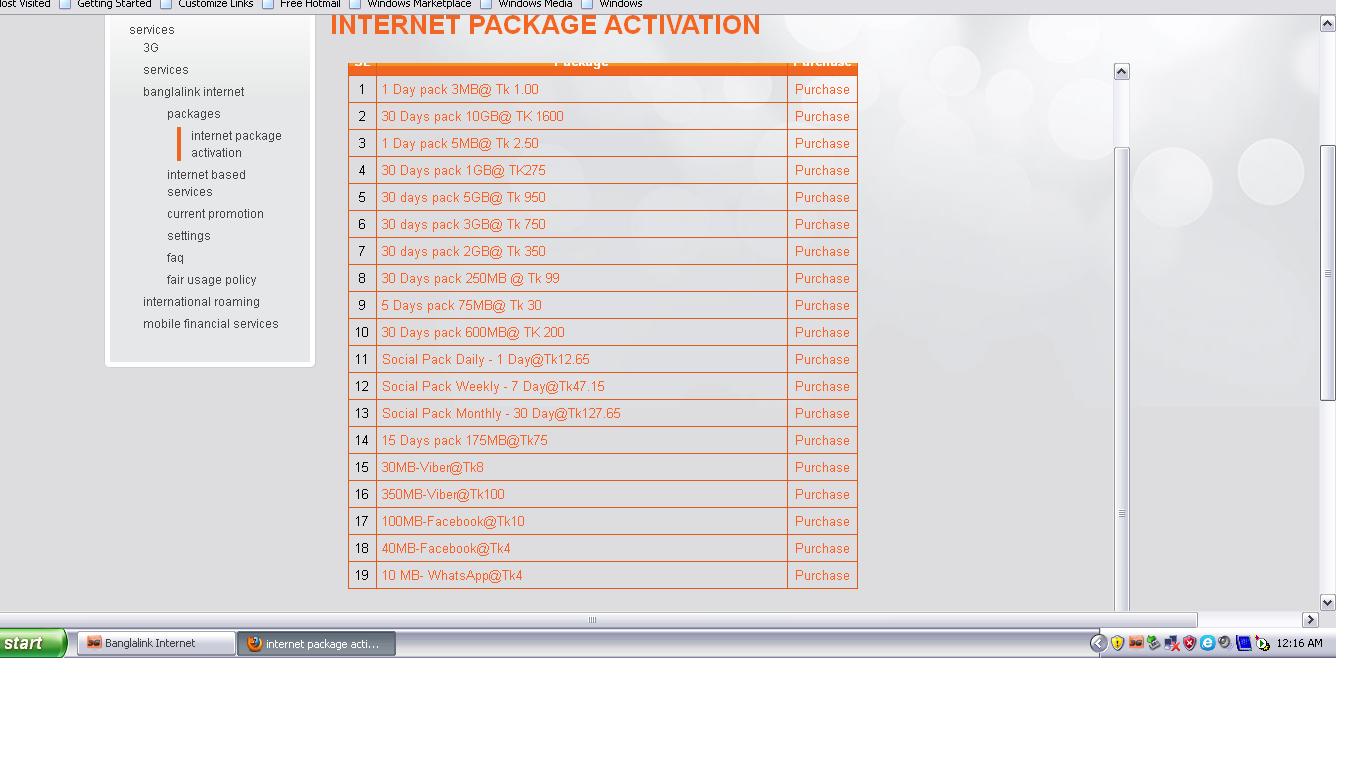 Most Visited Getting Started Customize Links Free Hotmail Windows Marketplace Windows Media Windows
services
3G
services
banglalink internet
packages
internet package
activation
internet based
services
current promotion
settings
faq
fair usage policy
international roaming
mobile financial services
INTERNET PACKAGE ACTIVATION
SL Package Purchase
1 1 Day pack 3MB@ Tk 1.00 Purchase
2 30 Days pack 10GB@ TK 1600 Purchase
3 1 Day pack 5MB@ Tk 2.50 Purchase
4 30 Days pack 1GB@ TK275 Purchase
5 30 days pack 5GB@ Tk 950 Purchase
6 30 days pack 3GB@ Tk 750 Purchase
7 30 days pack 2GB@ Tk 350 Purchase
8 30 Days pack 250MB @ Tk 99 Purchase
9 5 Days pack 75MB@ Tk 30 Purchase
10 30 Days pack 600MB@ TK 200 Purchase
11 Social Pack Daily - 1 Day@Tk12.65 Purchase
12 Social Pack Weekly - 7 Day@Tk47.15 Purchase
13 Social Pack Monthly - 30 Day@Tk127.65 Purchase
14 15 Days pack 175MB@Tk75 Purchase
15 30MB-Viber@Tk8 Purchase
16 350MB-Viber@Tk100 Purchase
17 100MB-Facebook@Tk10 Purchase
18 40MB-Facebook@Tk4 Purchase
19 10 MB- WhatsApp@Tk4 Purchase
start Banglalink Internet internet package acti... 12:16 AM